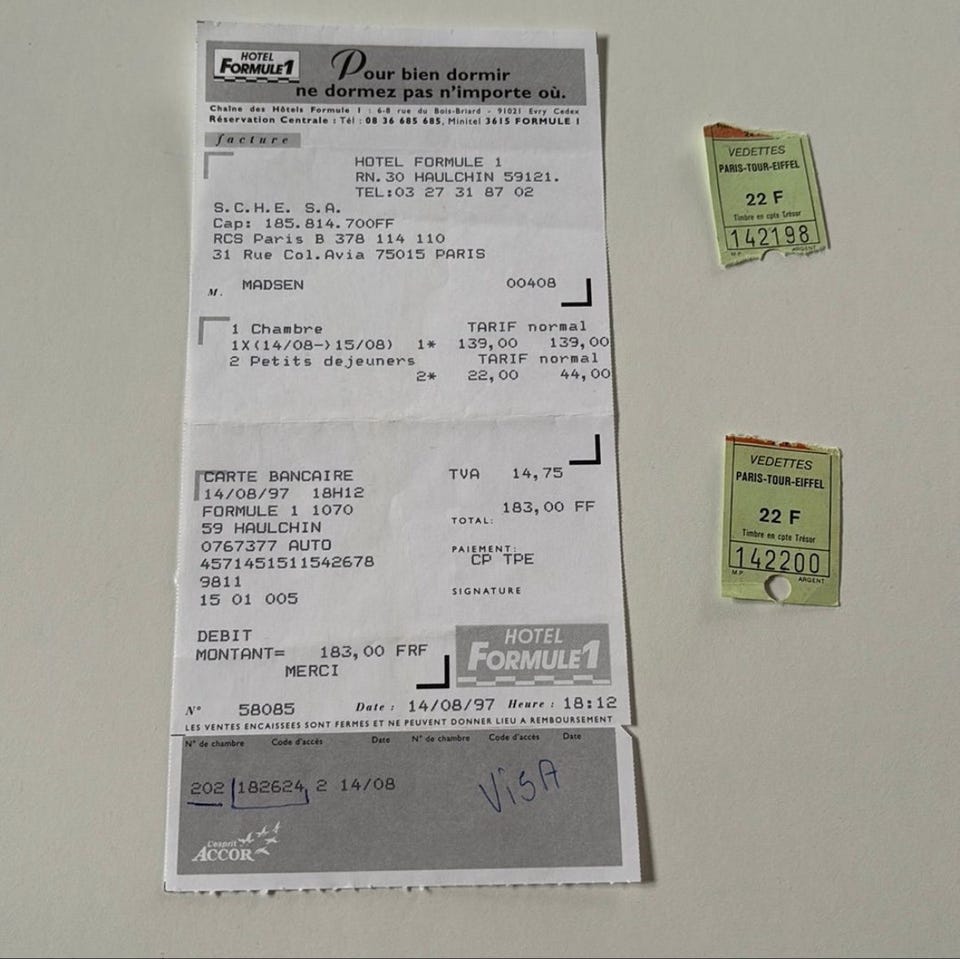 HOTEL
FORMULE 1
Pour bien dormir
ne dormez pas n'importe où.
Chaîne des Hôtels Formule 1 : 6-8 rue du Bois-Briard - 91021 Evry Cedex
Réservation Centrale : Tél : 08 36 685 685, Minitel 3615 FORMULE 1
facture
HOTEL FORMULE 1
RN.30 HAULCHIN 59121.
TEL:03 27 31 87 02
S.C.H.E. S.A.
Cap: 185.814.700FF
RCS Paris B 378 114 110
31 Rue Col.Avia 75015 PARIS
M. MADSEN 00408
1 Chambre TARIF normal
1X(14/08->15/08) 1* 139,00 139,00
2 Petits dejeuners TARIF normal
2* 22,00 44,00
CARTE BANCAIRE TVA 14,75
14/08/97 18H12
FORMULE 1 1070 TOTAL: 183,00 FF
59 HAULCHIN
0767377 AUTO PAIEMENT:
4571451511542678 CP TPE
9811
15 01 005 SIGNATURE
DEBIT
MONTANT= 183,00 FRF
MERCI
HOTEL
FORMULE 1
N° 58085 Date : 14/08/97 Heure : 18:12
LES VENTES ENCAISSÉES SONT FERMES ET NE PEUVENT DONNER LIEU A REMBOURSEMENT
N° de chambre Code d'accès Date N° de chambre Code d'accès Date
202 182624 2 14/08 VISA
L'esprit
ACCOR
VEDETTES
PARIS-TOUR-EIFFEL
22 F
Timbre en cpte Trésor
142198
M.P. ARGENT
VEDETTES
PARIS-TOUR-EIFFEL
22 F
Timbre en cpte Trésor
142200
M.P. ARGENT